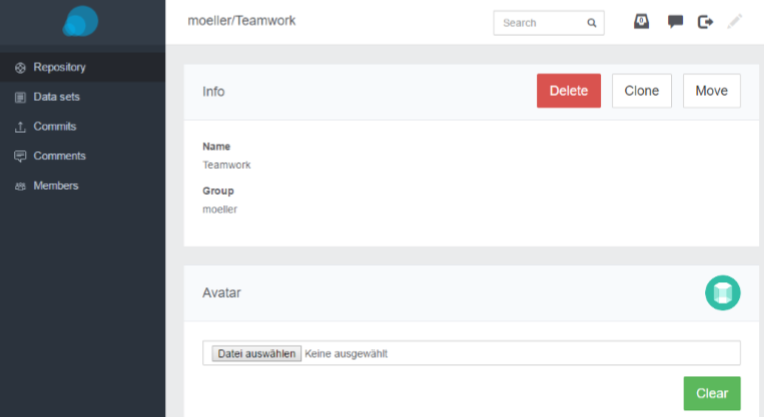 moeller/Teamwork
Search
0
Repository
Data sets
Commits
Comments
Members
Info
Delete
Clone
Move
Name
Teamwork
Group
moeller
Avatar
Datei auswählen Keine ausgewählt
Clear